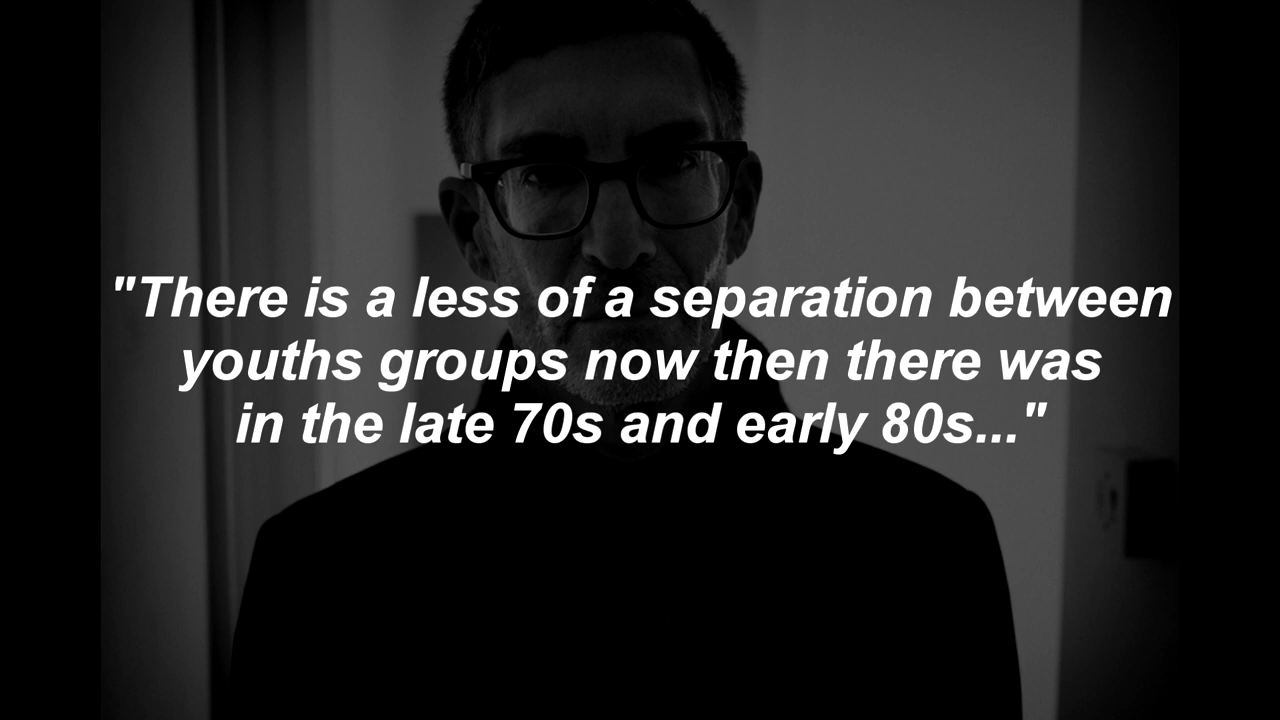 "There is a less of a separation between
youths groups now then there was
in the late 70s and early 80s..."